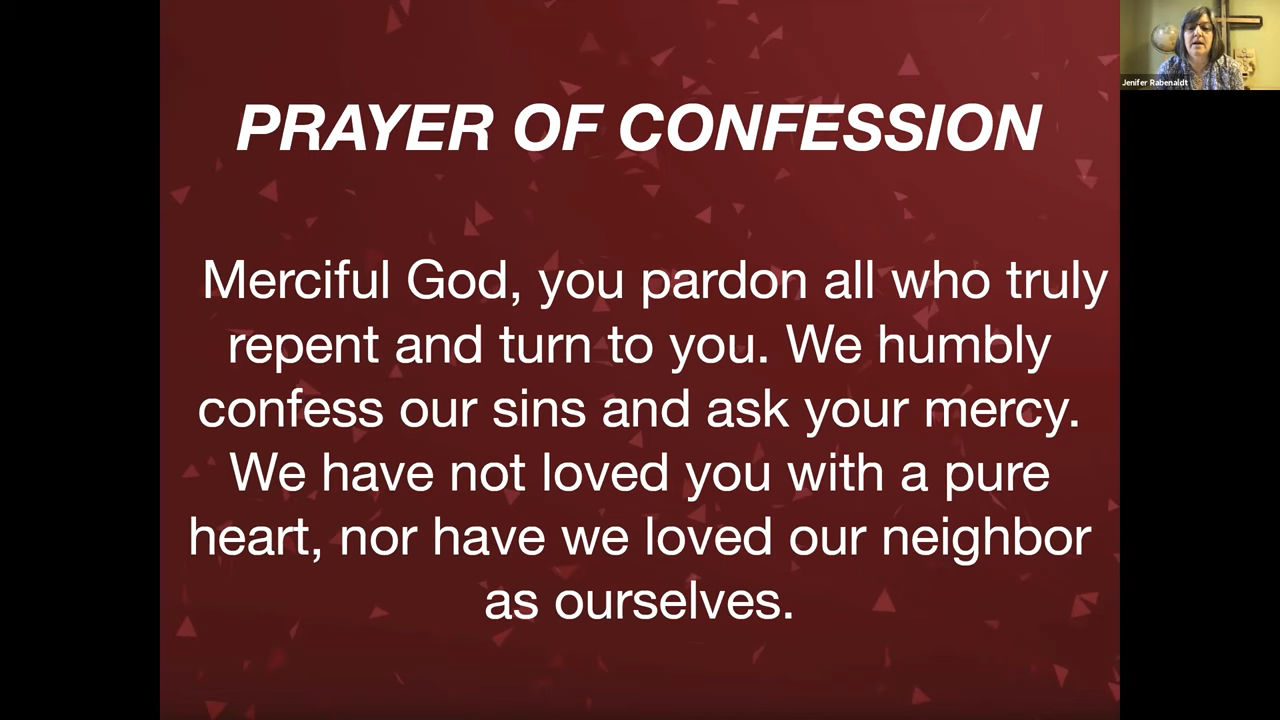 Jenifer Rabenaldt
PRAYER OF CONFESSION
Merciful God, you pardon all who truly
repent and turn to you. We humbly
confess our sins and ask your mercy.
We have not loved you with a pure
heart, nor have we loved our neighbor
as ourselves.